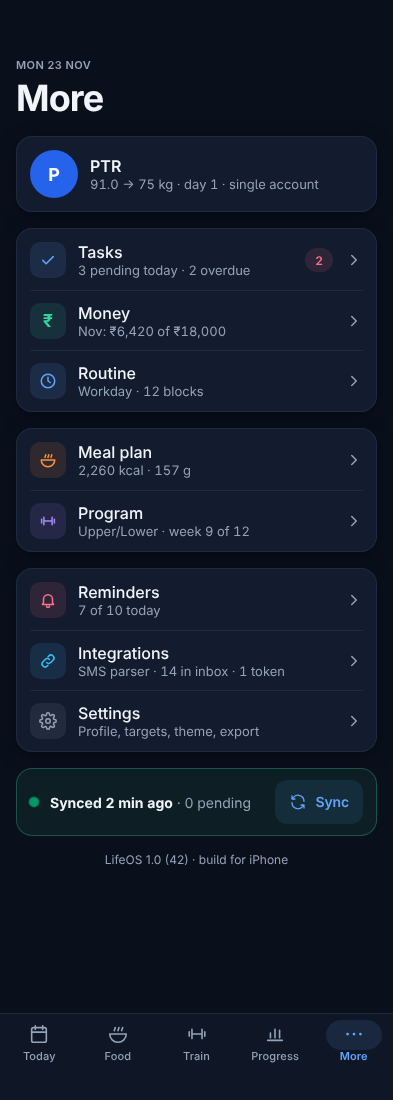 MON 23 NOV
More
P
PTR
91.0 → 75 kg · day 1 · single account
Tasks
3 pending today · 2 overdue
2
₹
Money
Nov: ₹6,420 of ₹18,000
Routine
Workday · 12 blocks
Meal plan
2,260 kcal · 157 g
Program
Upper/Lower · week 9 of 12
Reminders
7 of 10 today
Integrations
SMS parser · 14 in inbox · 1 token
Settings
Profile, targets, theme, export
Synced 2 min ago · 0 pending
Sync
LifeOS 1.0 (42) · build for iPhone
Today
Food
Train
Progress
More